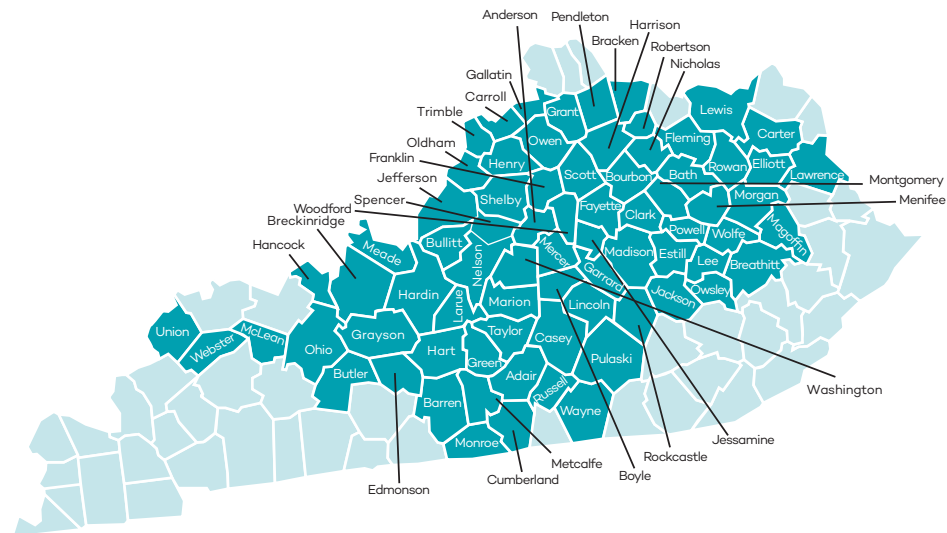 Anderson
Pendleton
Harrison
Bracken
Robertson
Nicholas
Gallatin
Carroll
Trimble
Grant
Lewis
Oldham
Owen
Fleming
Carter
Franklin
Henry
Rowan
Elliott
Jefferson
Scott
Bourbon
Bath
Lawrence
Montgomery
Spencer
Shelby
Morgan
Menifee
Woodford
Fayette
Clark
Breckinridge
Powell
Wolfe
Magoffin
Hancock
Meade
Bullitt
Nelson
Mercer
Madison
Estill
Lee
Breathitt
Garrard
Hardin
Larue
Marion
Lincoln
Jackson
Owsley
Union
Webster
McLean
Ohio
Grayson
Hart
Taylor
Casey
Green
Pulaski
Butler
Adair
Russell
Washington
Barren
Wayne
Monroe
Jessamine
Rockcastle
Metcalfe
Boyle
Cumberland
Edmonson